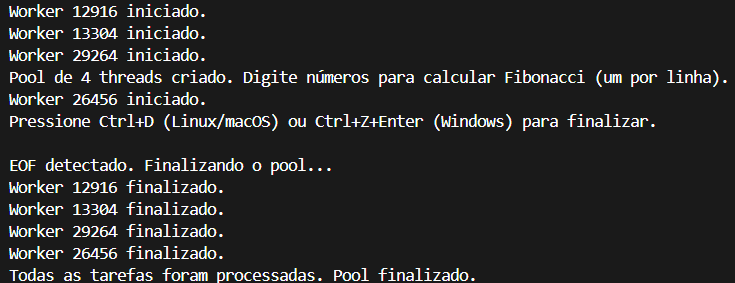 Worker 12916 iniciado.
Worker 13304 iniciado.
Worker 29264 iniciado.
Pool de 4 threads criado. Digite números para calcular Fibonacci (um por linha).
Worker 26456 iniciado.
Pressione Ctrl+D (Linux/macOS) ou Ctrl+Z+Enter (Windows) para finalizar.
EOF detectado. Finalizando o pool...
Worker 12916 finalizado.
Worker 13304 finalizado.
Worker 29264 finalizado.
Worker 26456 finalizado.
Todas as tarefas foram processadas. Pool finalizado.